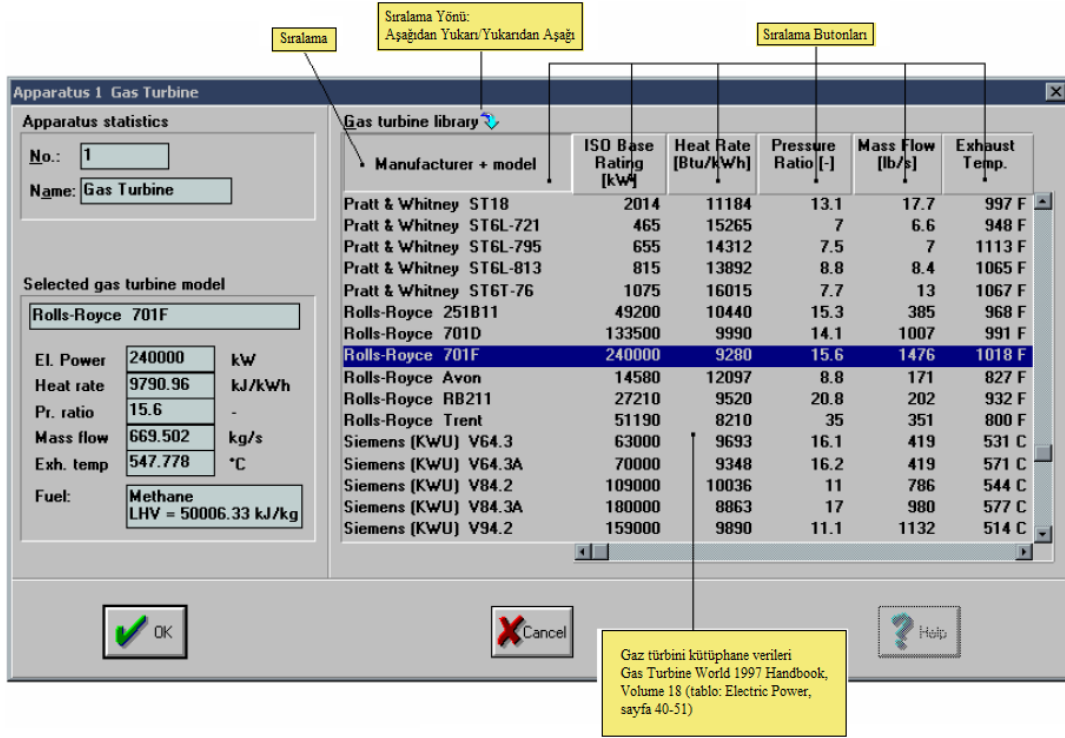 Sıralama Yönü:
Aşağıdan Yukarı/Yukarıdan Aşağı
Sıralama
Sıralama Butonları
Apparatus 1 Gas Turbine
Apparatus statistics
No.: 1
Name: Gas Turbine
Selected gas turbine model
Rolls-Royce 701F
El. Power 240000 kW
Heat rate 9790.96 kJ/kWh
Pr. ratio 15.6 -
Mass flow 669.502 kg/s
Exh. temp 547.778 °C
Fuel: Methane
LHV = 50006.33 kJ/kg
Gas turbine library
Manufacturer + model
ISO Base
Rating
[kW]
Heat Rate
[Btu/kWh]
Pressure
Ratio [-]
Mass Flow
[lb/s]
Exhaust
Temp.
Pratt & Whitney ST18 2014 11184 13.1 17.7 997 F
Pratt & Whitney ST6L-721 465 15265 7 6.6 948 F
Pratt & Whitney ST6L-795 655 14312 7.5 7 1113 F
Pratt & Whitney ST6L-813 815 13892 8.8 8.4 1065 F
Pratt & Whitney ST6T-76 1075 16015 7.7 13 1067 F
Rolls-Royce 251B11 49200 10440 15.3 385 968 F
Rolls-Royce 701D 133500 9990 14.1 1007 991 F
Rolls-Royce 701F 240000 9280 15.6 1476 1018 F
Rolls-Royce Avon 14580 12097 8.8 171 827 F
Rolls-Royce RB211 27210 9520 20.8 202 932 F
Rolls-Royce Trent 51190 8210 35 351 800 F
Siemens (KWU) V64.3 63000 9693 16.1 419 531 C
Siemens (KWU) V64.3A 70000 9348 16.2 419 571 C
Siemens (KWU) V84.2 109000 10036 11 786 544 C
Siemens (KWU) V84.3A 180000 8863 17 980 577 C
Siemens (KWU) V94.2 159000 9890 11.1 1132 514 C
OK
Cancel
Help
Gaz türbini kütüphane verileri
Gas Turbine World 1997 Handbook,
Volume 18 (tablo: Electric Power,
sayfa 40-51)